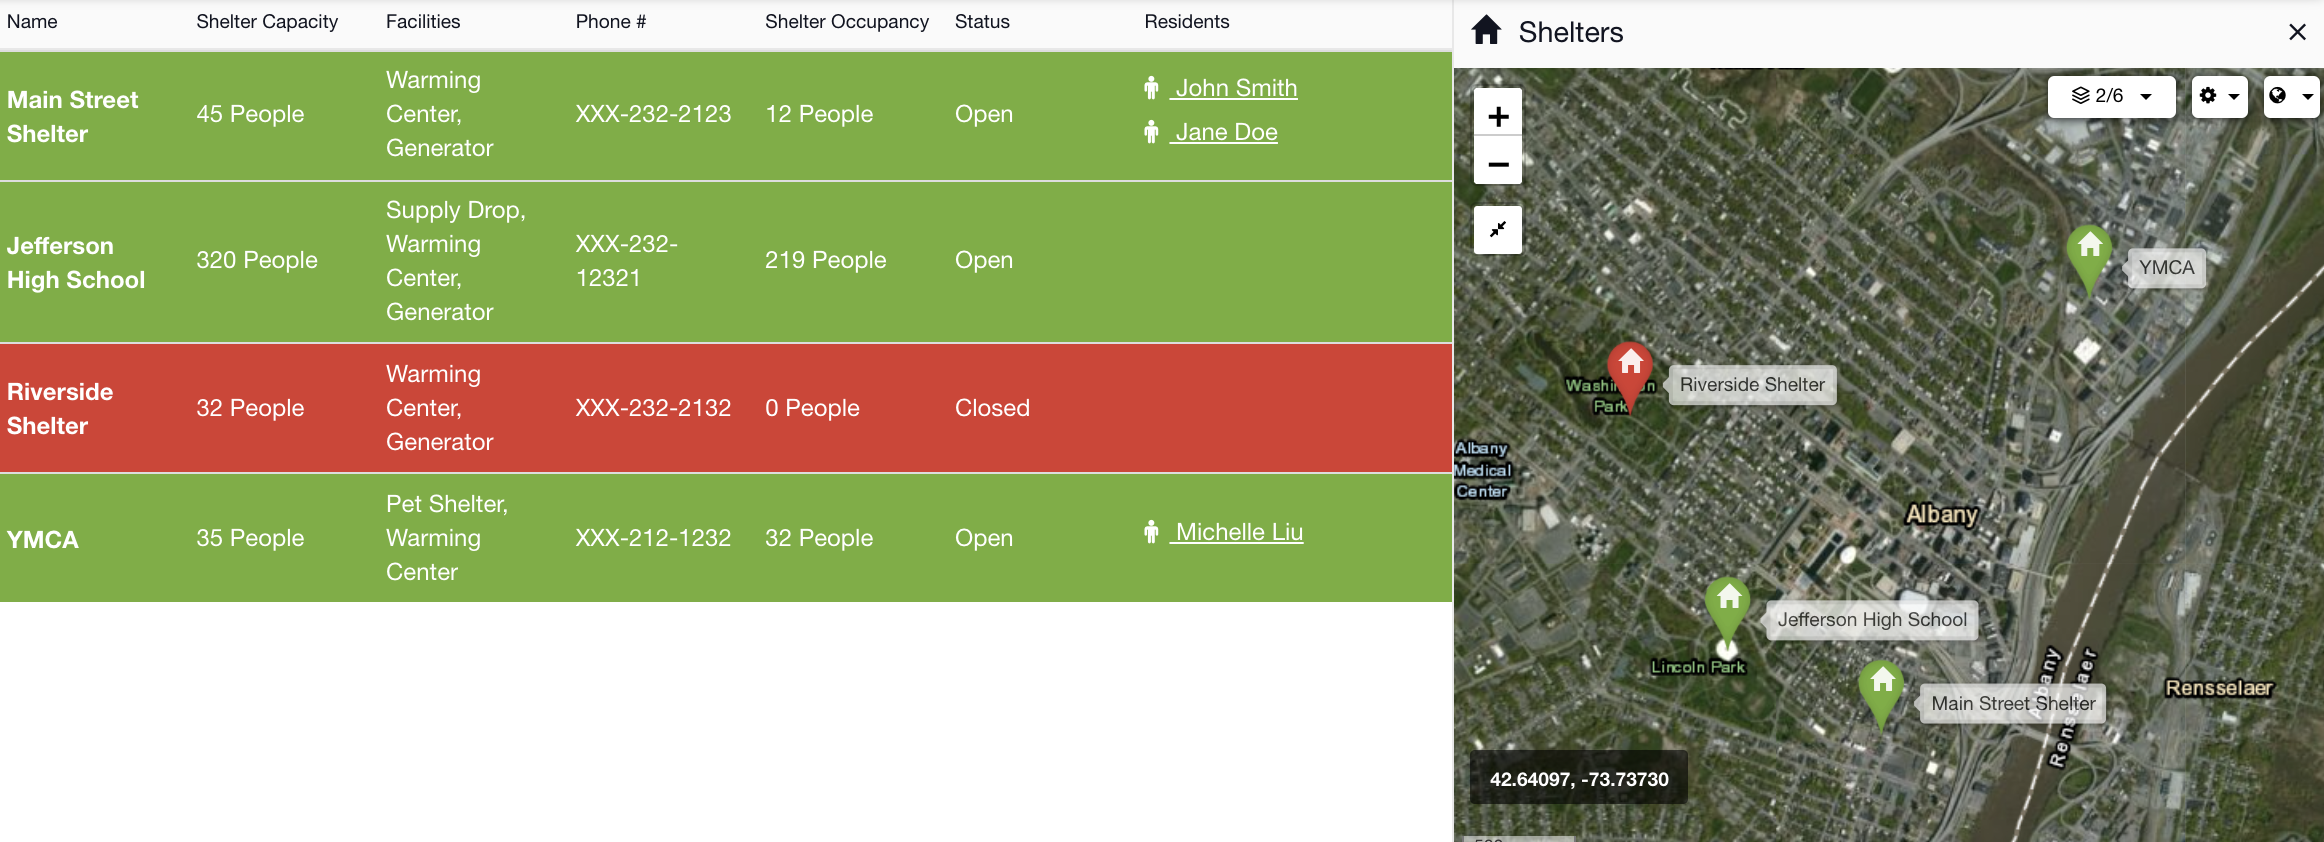 Name Shelter Capacity Facilities Phone # Shelter Occupancy Status Residents
Main Street
Shelter
45 People
Warming
Center,
Generator
XXX-232-2123
12 People
Open
John Smith
Jane Doe
Jefferson
High School
320 People
Supply Drop,
Warming
Center,
Generator
XXX-232-
12321
219 People
Open
Riverside
Shelter
32 People
Warming
Center,
Generator
XXX-232-2132
0 People
Closed
YMCA
35 People
Pet Shelter,
Warming
Center
XXX-212-1232
32 People
Open
Michelle Liu
Shelters
2/6
YMCA
Riverside Shelter
Park
Albany
Medical
Center
Albany
Jefferson High School
Lincoln Park
Albany
Rensselaer
Main Street Shelter
Rensselaer
42.64097, -73.73730